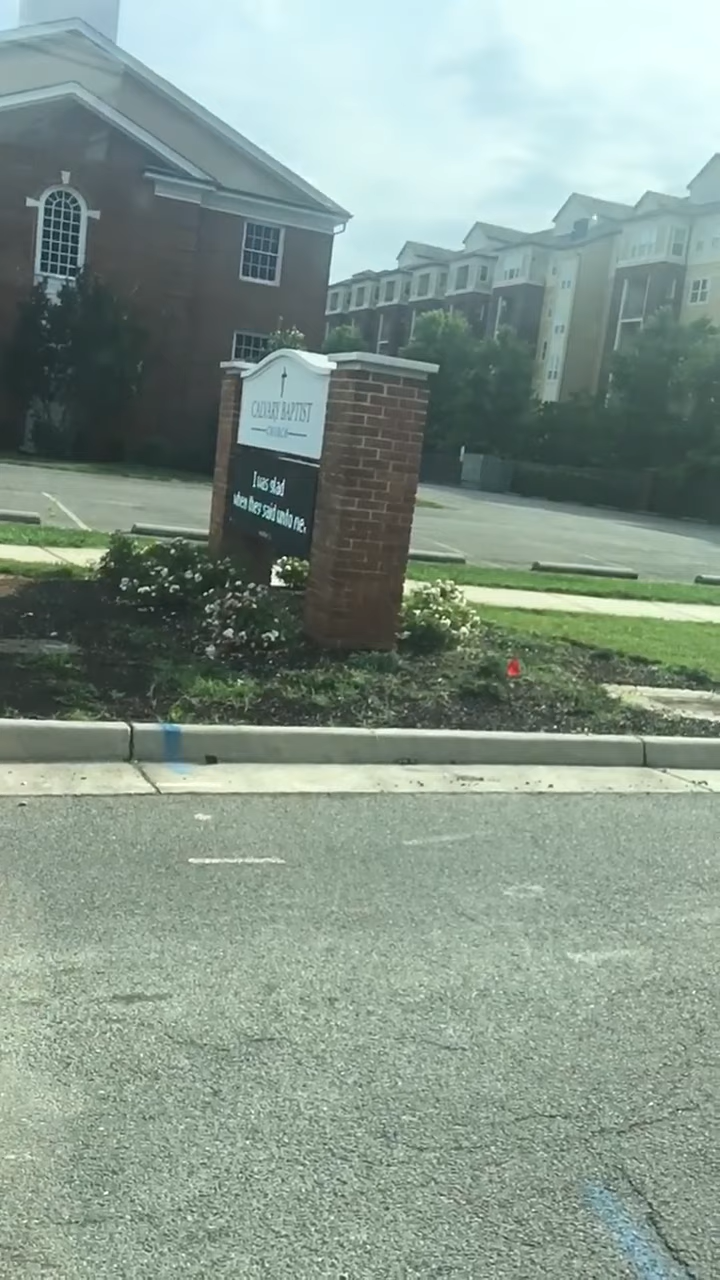 CALVARY BAPTIST
CHURCH
I was glad
when they said unto me,